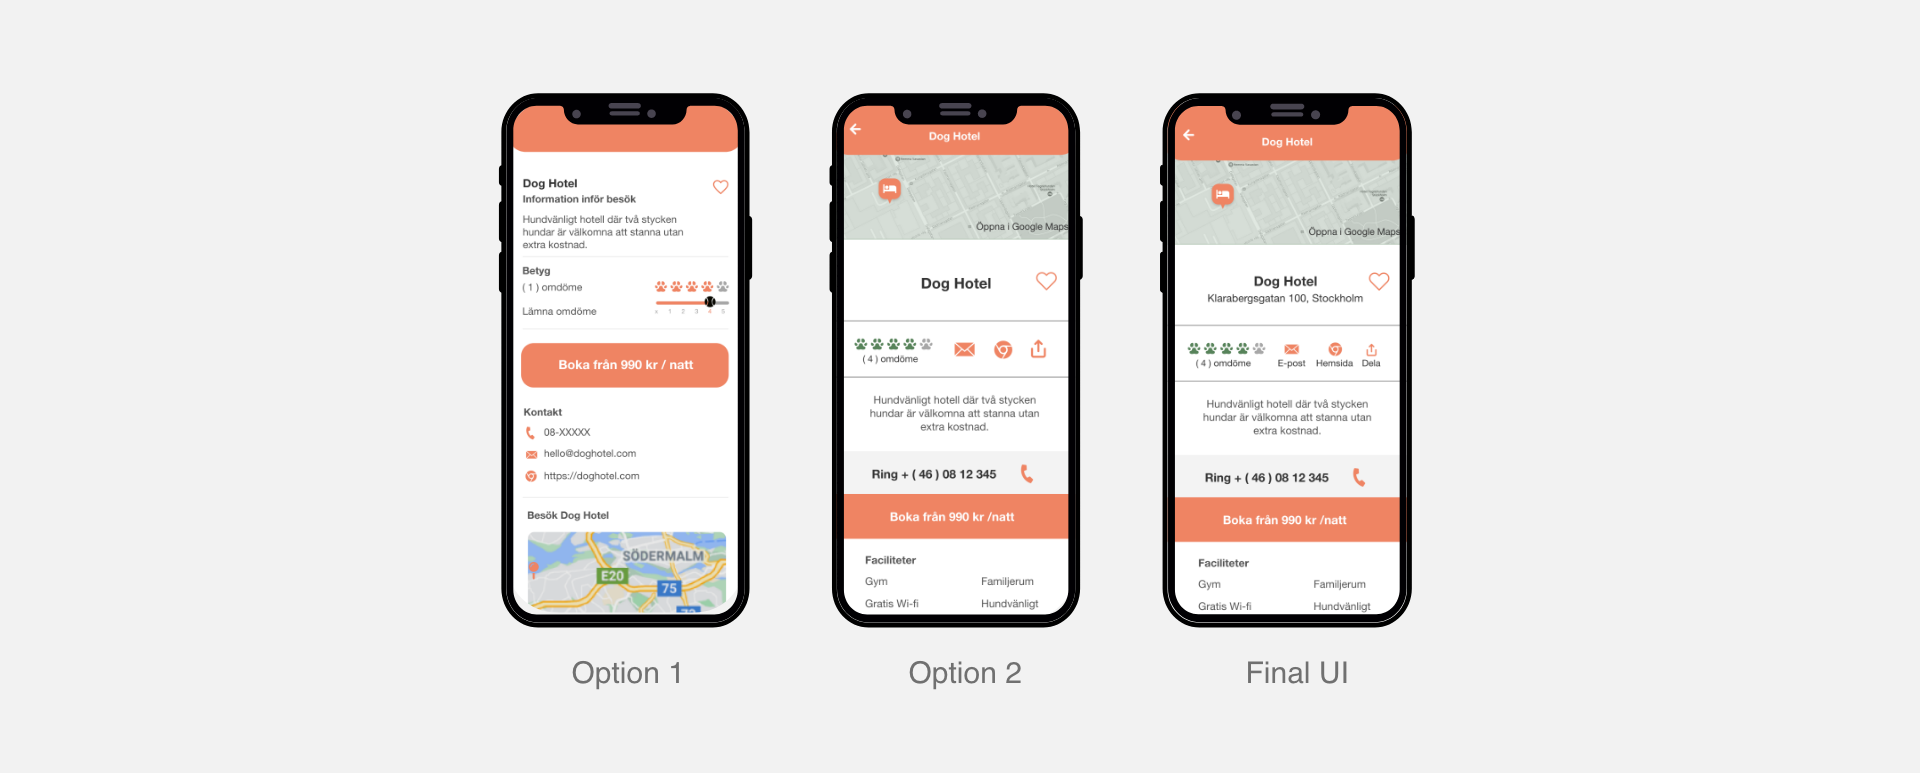 Dog Hotel
Information inför besök
Hundvänligt hotell där två stycken
hundar är välkomna att stanna utan
extra kostnad.
Betyg
( 1 ) omdöme
Lämna omdöme
x 1 2 3 4 5
Boka från 990 kr / natt
Kontakt
08-XXXXX
hello@doghotel.com
https://doghotel.com
Besök Dog Hotel
SÖDERMALM
E20
75
Option 1
Dog Hotel
Öppna i Google Maps
Dog Hotel
( 4 ) omdöme
Hundvänligt hotell där två stycken
hundar är välkomna att stanna utan
extra kostnad.
Ring + ( 46 ) 08 12 345
Boka från 990 kr /natt
Faciliteter
Gym Familjerum
Gratis Wi-fi Hundvänligt
Option 2
Dog Hotel
Öppna i Google Maps
Dog Hotel
Klarabergsgatan 100, Stockholm
( 4 ) omdöme E-post Hemsida Dela
Hundvänligt hotell där två stycken
hundar är välkomna att stanna utan
extra kostnad.
Ring + ( 46 ) 08 12 345
Boka från 990 kr /natt
Faciliteter
Gym Familjerum
Gratis Wi-fi Hundvänligt
Final UI